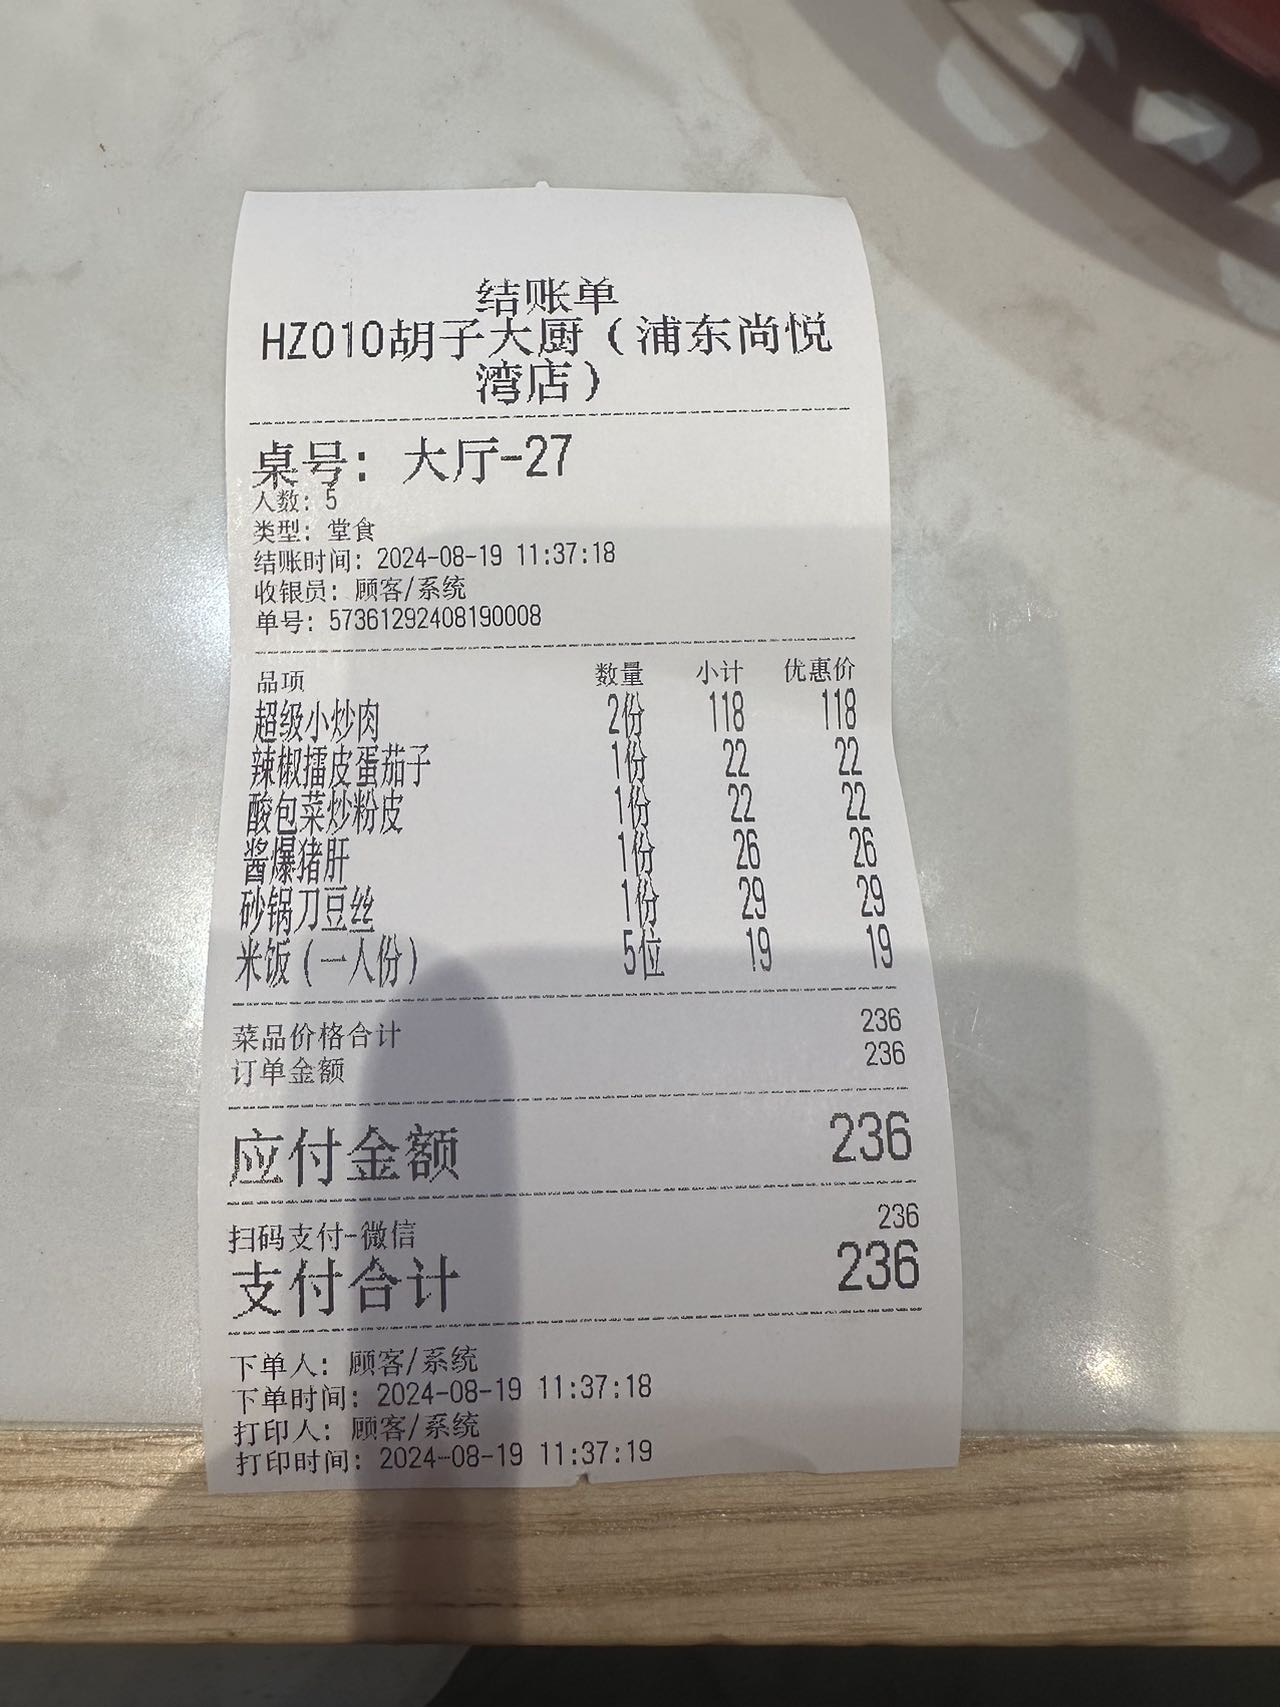 结账单
HZ010胡子大厨（浦东尚悦
湾店）
桌号：大厅-27
人数：5
类型：堂食
结账时间：2024-08-19 11:37:18
收银员：顾客/系统
单号：57361292408190008
品项 数量 小计 优惠价
超级小炒肉 2份 118 118
辣椒擂皮蛋茄子 1份 22 22
酸包菜炒粉皮 1份 22 22
酱爆猪肝 1份 26 26
砂锅刀豆丝 1份 29 29
米饭（一人份） 5位 19 19
菜品价格合计 236
订单金额 236
应付金额 236
扫码支付-微信 236
支付合计 236
下单人：顾客/系统
下单时间：2024-08-19 11:37:18
打印人：顾客/系统
打印时间：2024-08-19 11:37:19